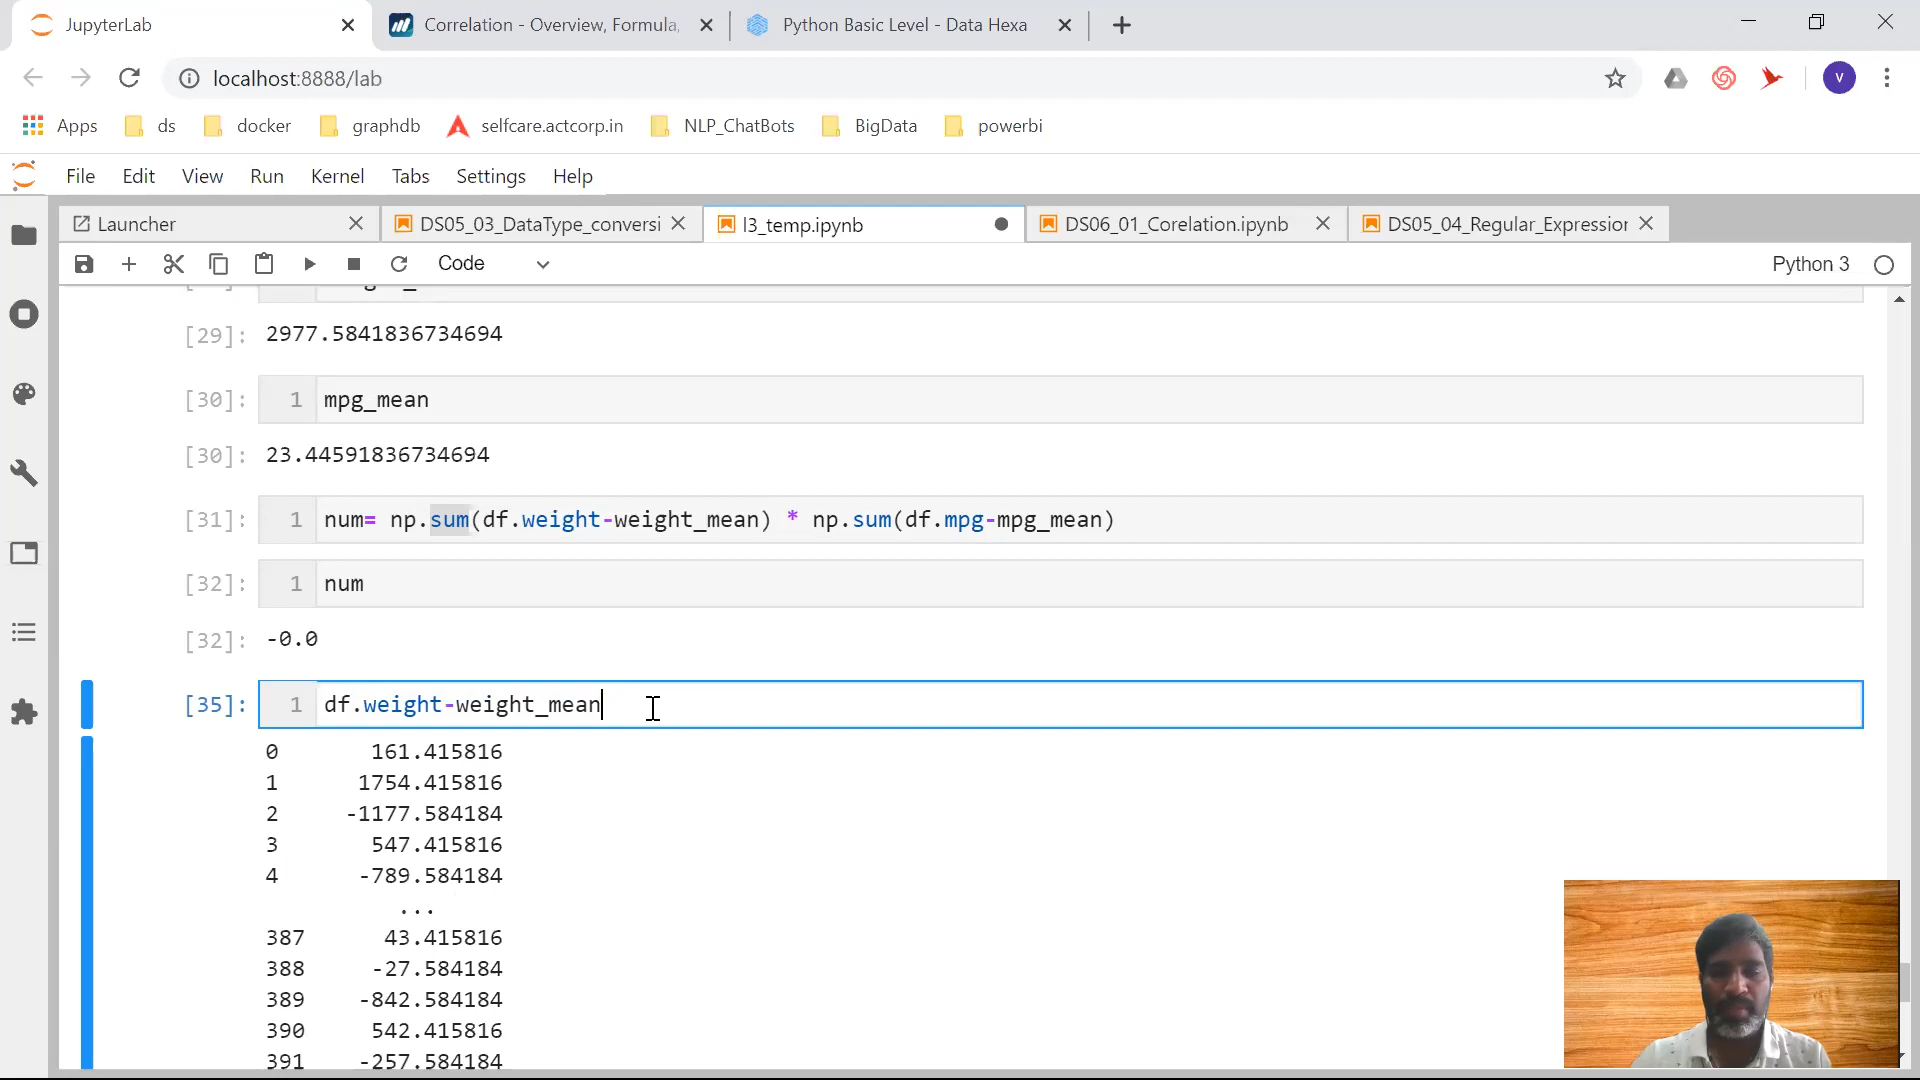 JupyterLab
Correlation - Overview, Formula,
Python Basic Level - Data Hexa
localhost:8888/lab
V
Apps
ds
docker
graphdb
selfcare.actcorp.in
NLP_ChatBots
BigData
powerbi
File Edit View Run Kernel Tabs Settings Help
Launcher
DS05_03_DataType_conversi
l3_temp.ipynb
DS06_01_Corelation.ipynb
DS05_04_Regular_Expression
Code
Python 3
[29]: 2977.5841836734694
[30]: 1 mpg_mean
[30]: 23.44591836734694
[31]: 1 num= np.sum(df.weight-weight_mean) * np.sum(df.mpg-mpg_mean)
[32]: 1 num
[32]: -0.0
[35]: 1 df.weight-weight_mean
0 161.415816
1 1754.415816
2 -1177.584184
3 547.415816
4 -789.584184
...
387 43.415816
388 -27.584184
389 -842.584184
390 542.415816
391 -257.584184